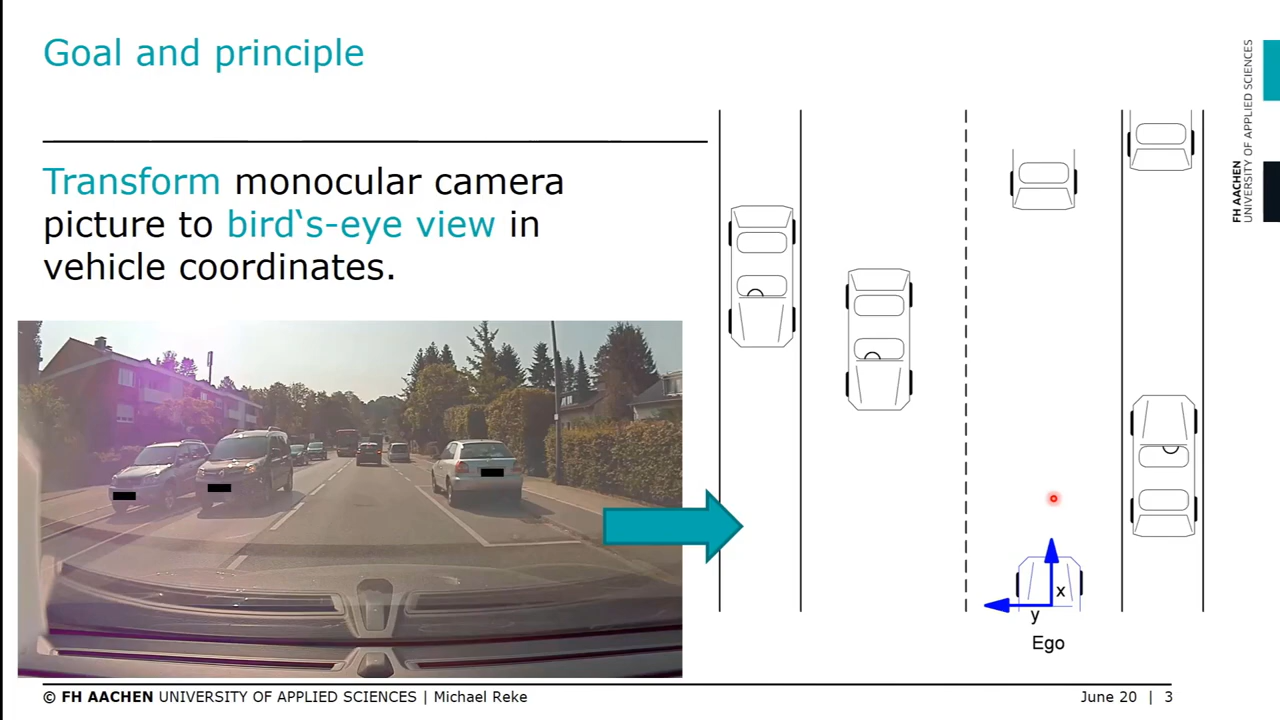 Goal and principle
Transform monocular camera
picture to bird‘s-eye view in
vehicle coordinates.
x
y
Ego
FH AACHEN
UNIVERSITY OF APPLIED SCIENCES
© FH AACHEN UNIVERSITY OF APPLIED SCIENCES | Michael Reke
June 20 | 3